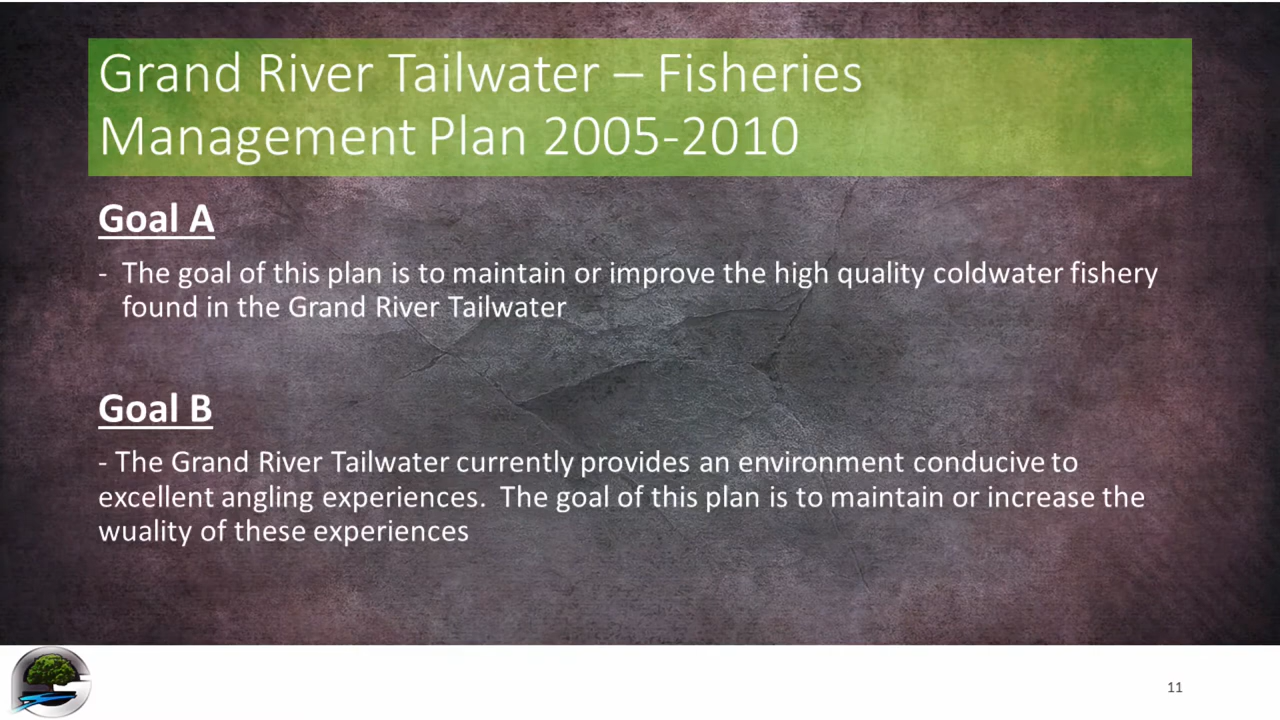 Grand River Tailwater – Fisheries
Management Plan 2005-2010
Goal A
- The goal of this plan is to maintain or improve the high quality coldwater fishery
found in the Grand River Tailwater
Goal B
- The Grand River Tailwater currently provides an environment conducive to
excellent angling experiences. The goal of this plan is to maintain or increase the
wuality of these experiences
11